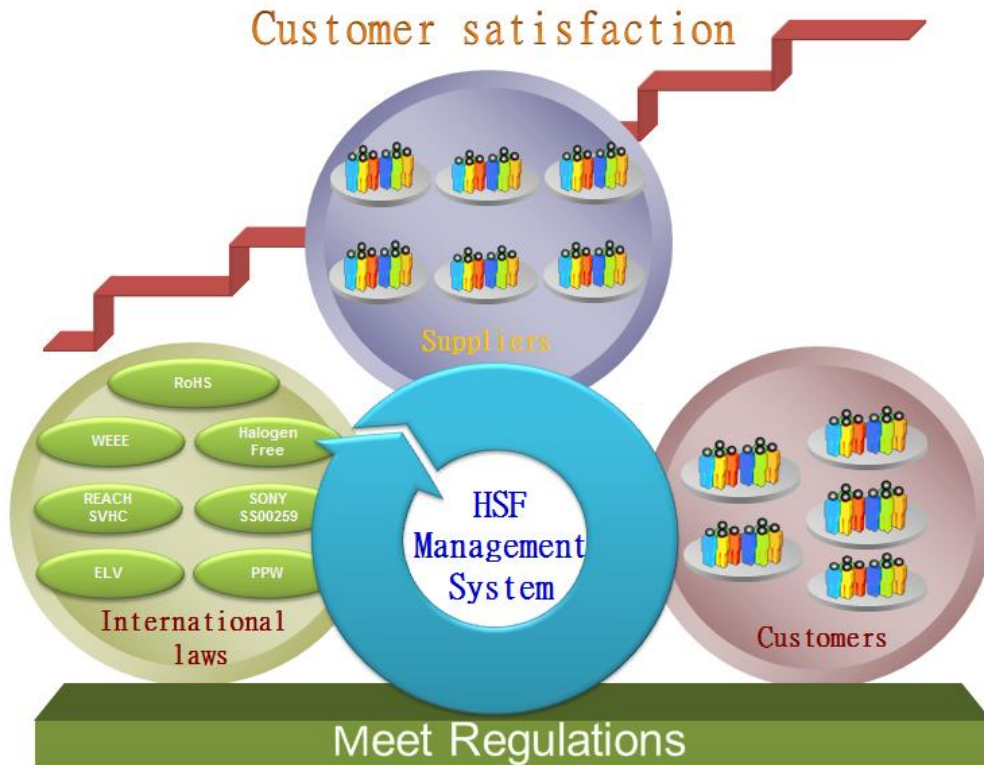 Customer satisfaction
Suppliers
RoHS
WEEE
Halogen
Free
REACH
SVHC
SONY
SS00259
ELV
PPW
International
laws
HSF
Management
System
Customers
Meet Regulations